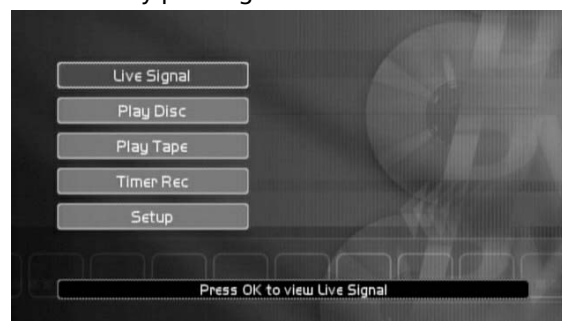 Live Signal
Play Disc
Play Tape
Timer Rec
Setup
Press OK to view Live Signal